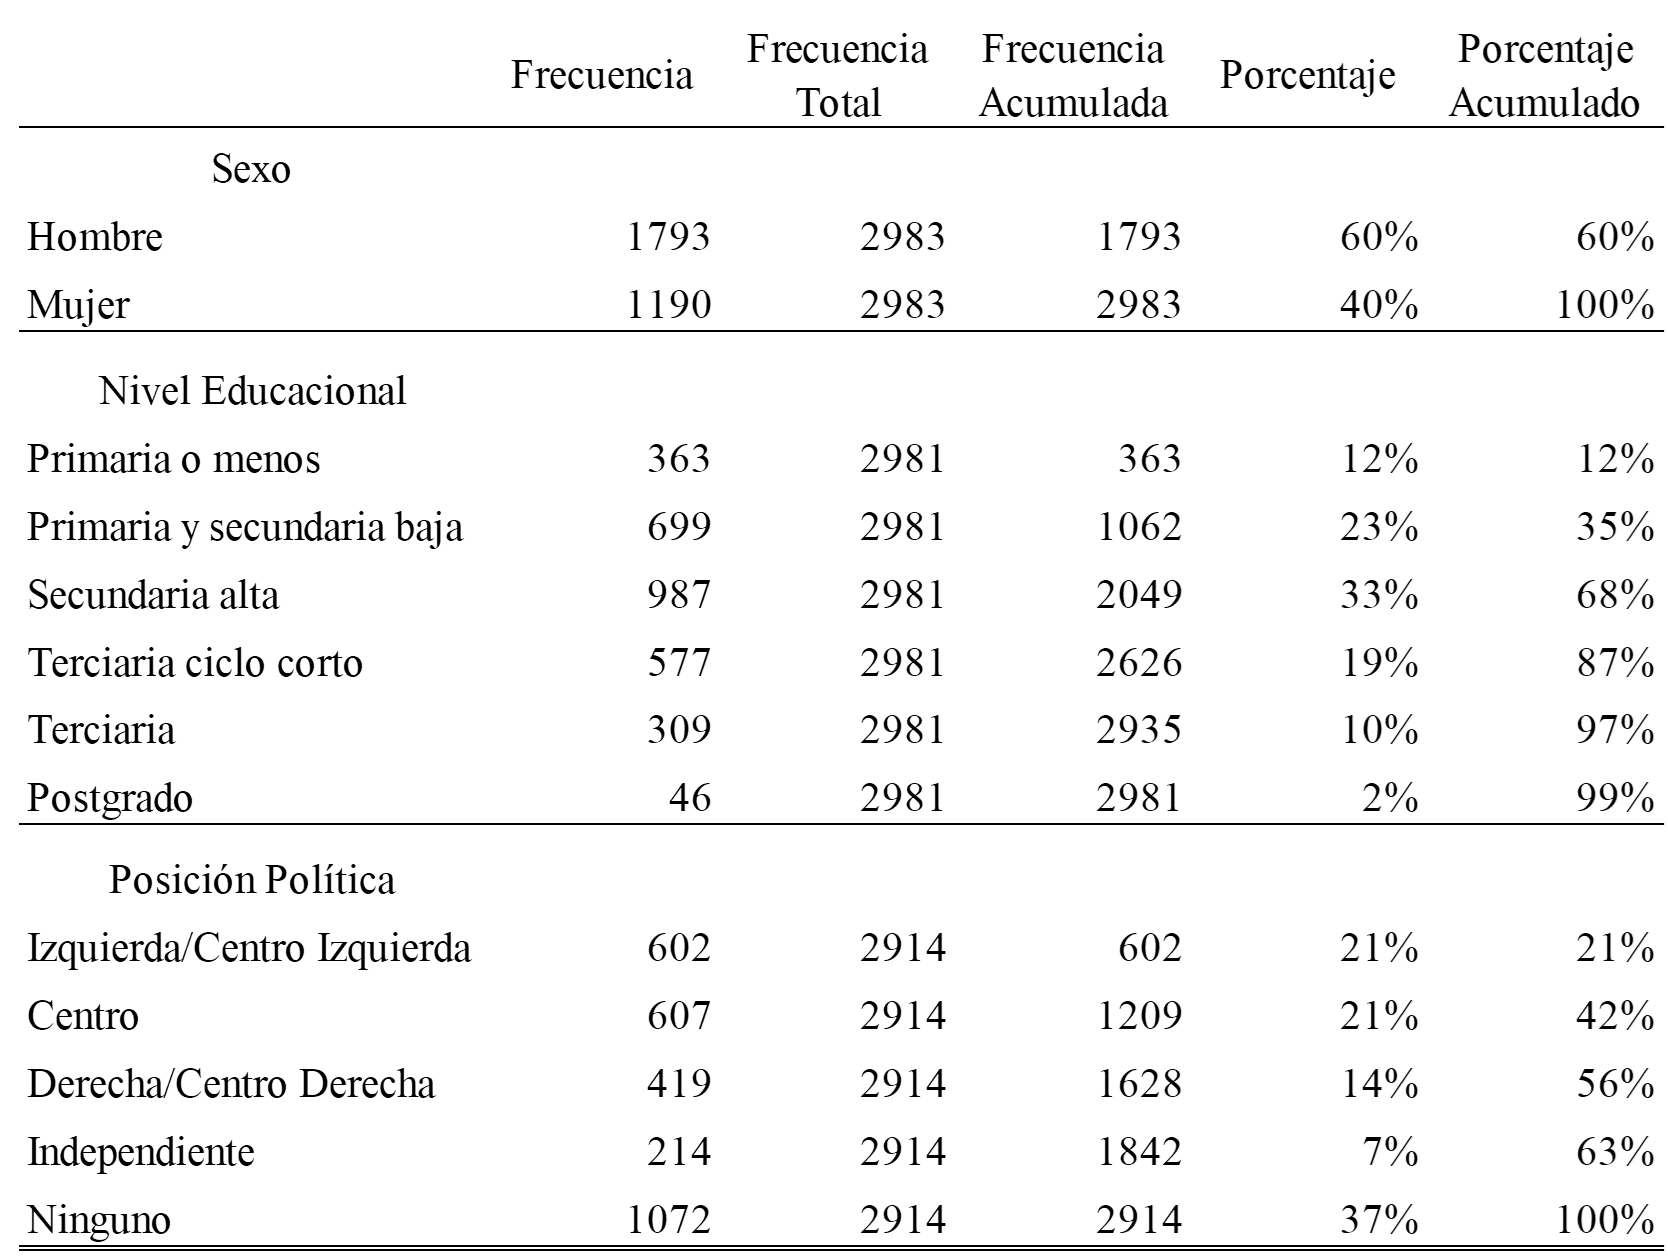 Frecuencia Frecuencia Total Frecuencia Acumulada Porcentaje Porcentaje Acumulado
Sexo
Hombre 1793 2983 1793 60% 60%
Mujer 1190 2983 2983 40% 100%
Nivel Educacional
Primaria o menos 363 2981 363 12% 12%
Primaria y secundaria baja 699 2981 1062 23% 35%
Secundaria alta 987 2981 2049 33% 68%
Terciaria ciclo corto 577 2981 2626 19% 87%
Terciaria 309 2981 2935 10% 97%
Postgrado 46 2981 2981 2% 99%
Posición Política
Izquierda/Centro Izquierda 602 2914 602 21% 21%
Centro 607 2914 1209 21% 42%
Derecha/Centro Derecha 419 2914 1628 14% 56%
Independiente 214 2914 1842 7% 63%
Ninguno 1072 2914 2914 37% 100%